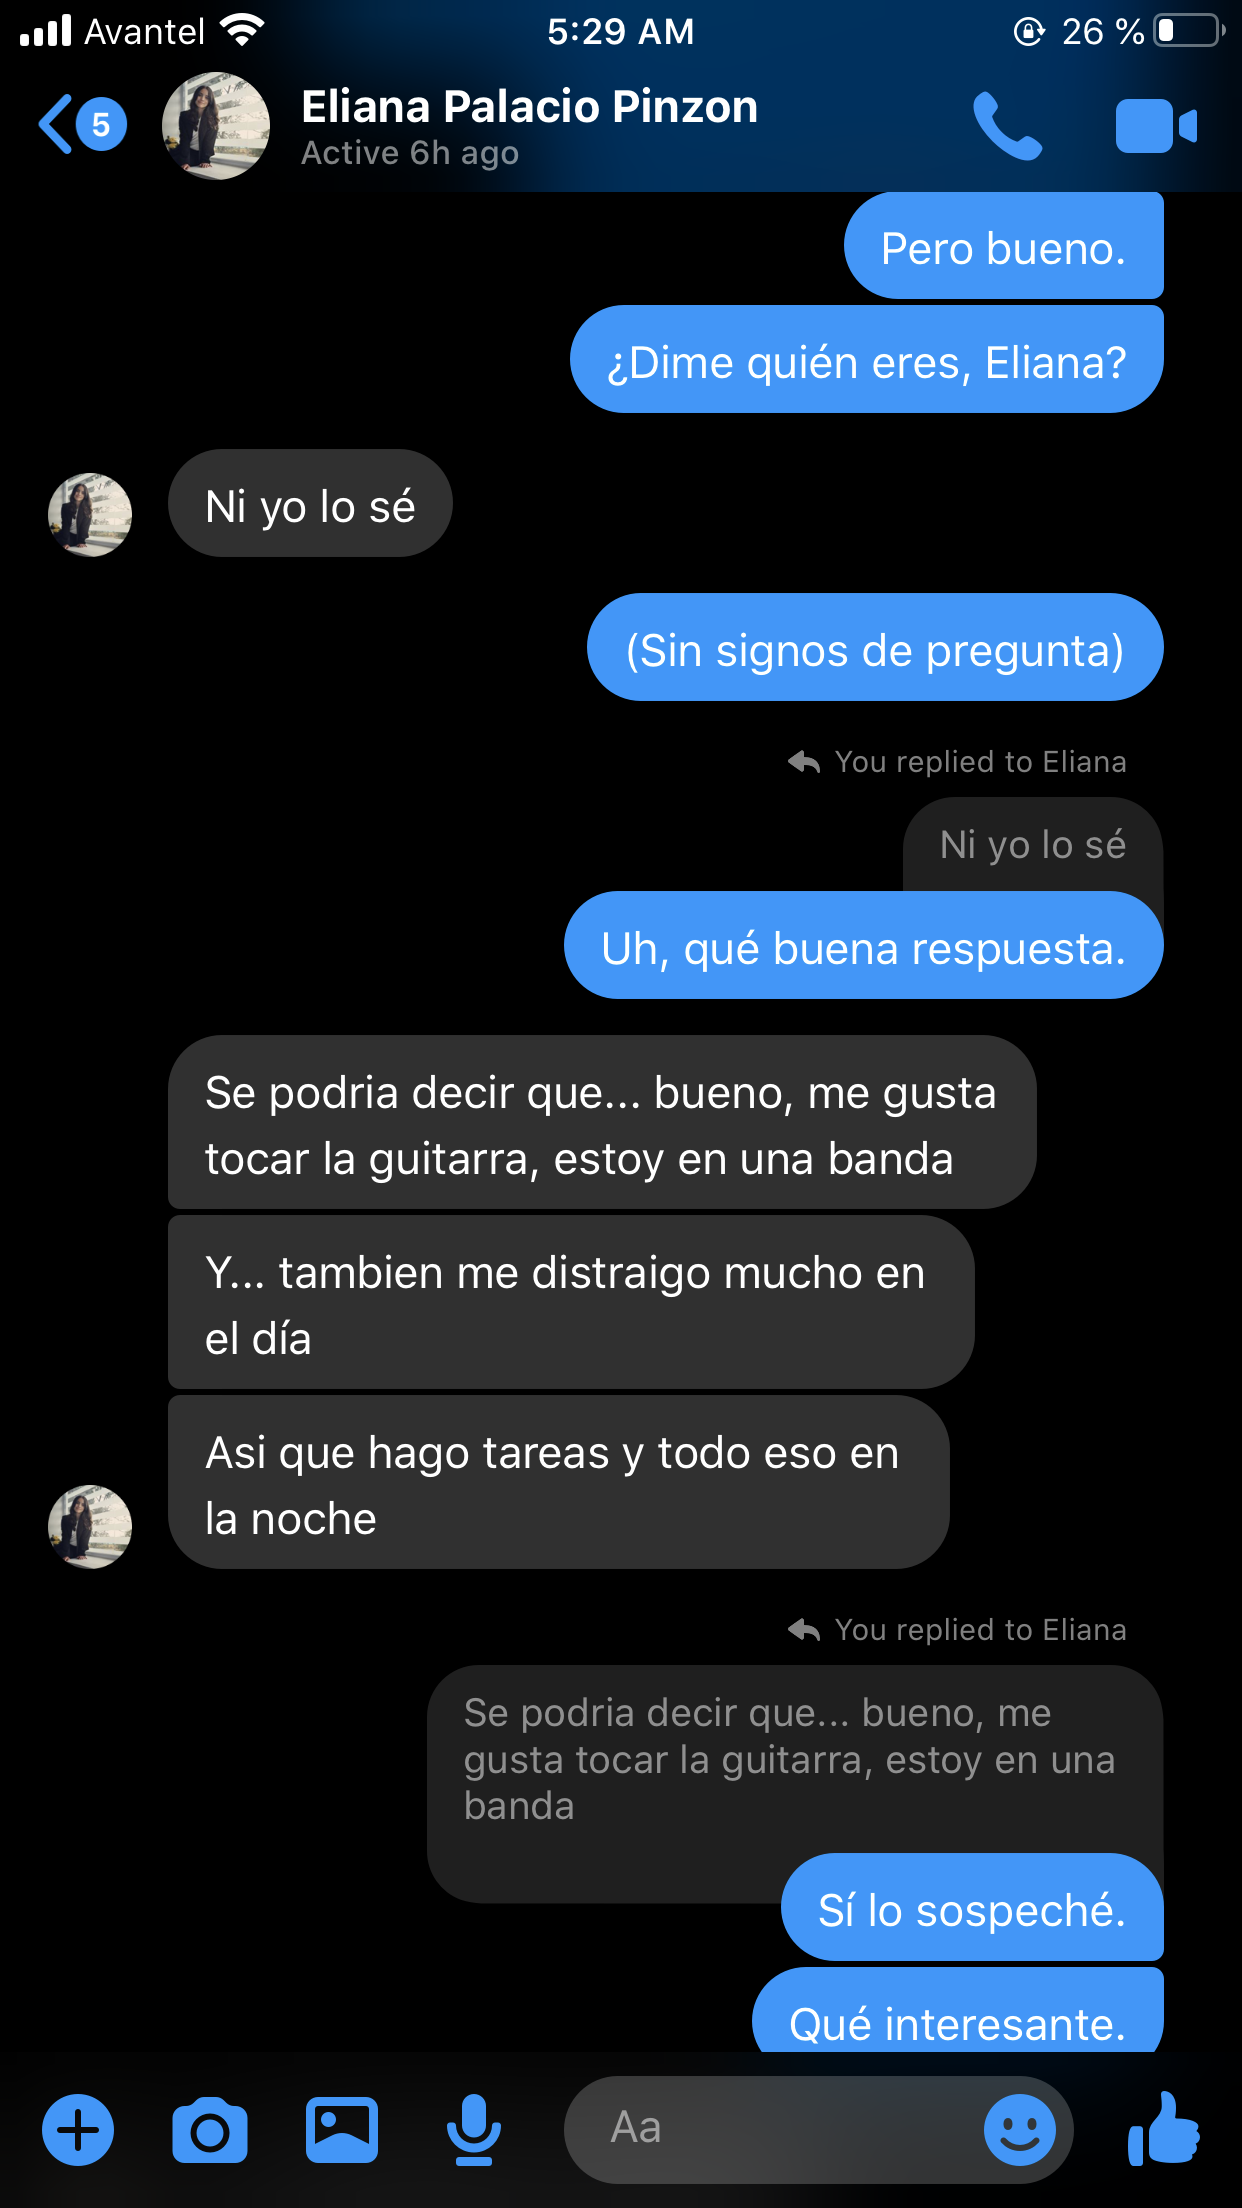 Avantel
5:29 AM
26 %
5
Eliana Palacio Pinzon
Active 6h ago
Pero bueno.
¿Dime quién eres, Eliana?
Ni yo lo sé
(Sin signos de pregunta)
You replied to Eliana
Ni yo lo sé
Uh, qué buena respuesta.
Se podria decir que... bueno, me gusta
tocar la guitarra, estoy en una banda
Y... tambien me distraigo mucho en
el día
Asi que hago tareas y todo eso en
la noche
You replied to Eliana
Se podria decir que... bueno, me
gusta tocar la guitarra, estoy en una
banda
Sí lo sospeché.
Qué interesante.
Aa